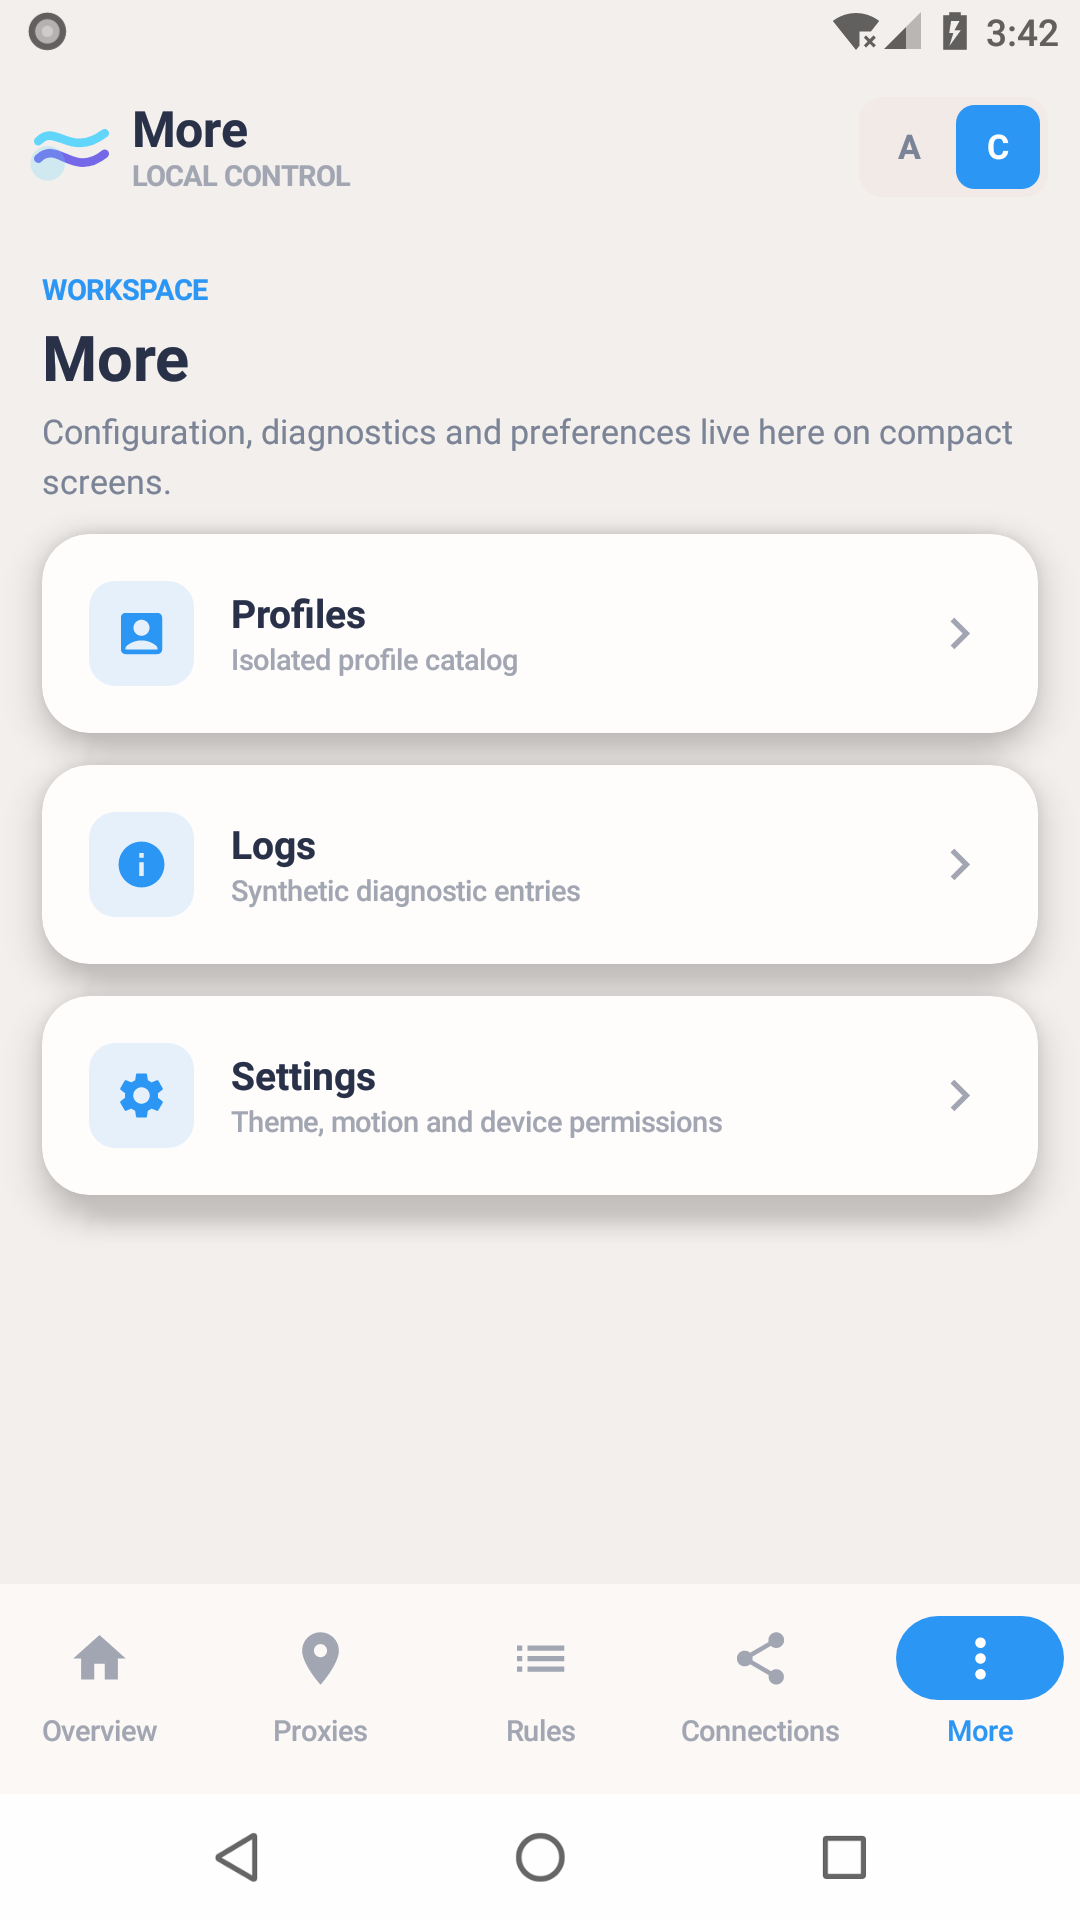 3:42
More
LOCAL CONTROL
A
C
WORKSPACE
More
Configuration, diagnostics and preferences live here on compact
screens.
Profiles
Isolated profile catalog
Logs
Synthetic diagnostic entries
Settings
Theme, motion and device permissions
Overview
Proxies
Rules
Connections
More